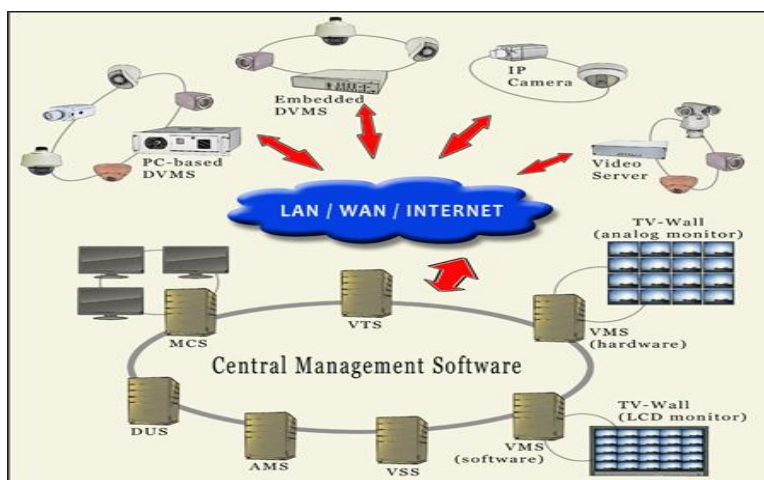 Embedded
DVMS
IP
Camera
PC-based
DVMS
Video
Server
LAN / WAN / INTERNET
TV-Wall
(analog monitor)
MCS
VTS
VMS
(hardware)
Central Management Software
DUS
AMS
VSS
VMS
(software)
TV-Wall
(LCD monitor)